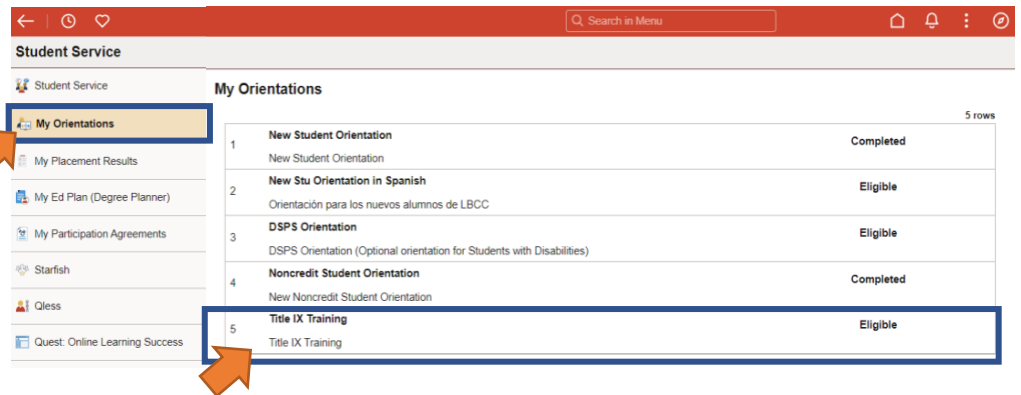 Search in Menu
Student Service
Student Service
My Orientations
My Placement Results
My Ed Plan (Degree Planner)
My Participation Agreements
Starfish
Qless
Quest: Online Learning Success
My Orientations
5 rows
1
New Student Orientation
Completed
New Student Orientation
2
New Stu Orientation in Spanish
Eligible
Orientación para los nuevos alumnos de LBCC
3
DSPS Orientation
Eligible
DSPS Orientation (Optional orientation for Students with Disabilities)
4
Noncredit Student Orientation
Completed
New Noncredit Student Orientation
5
Title IX Training
Eligible
Title IX Training